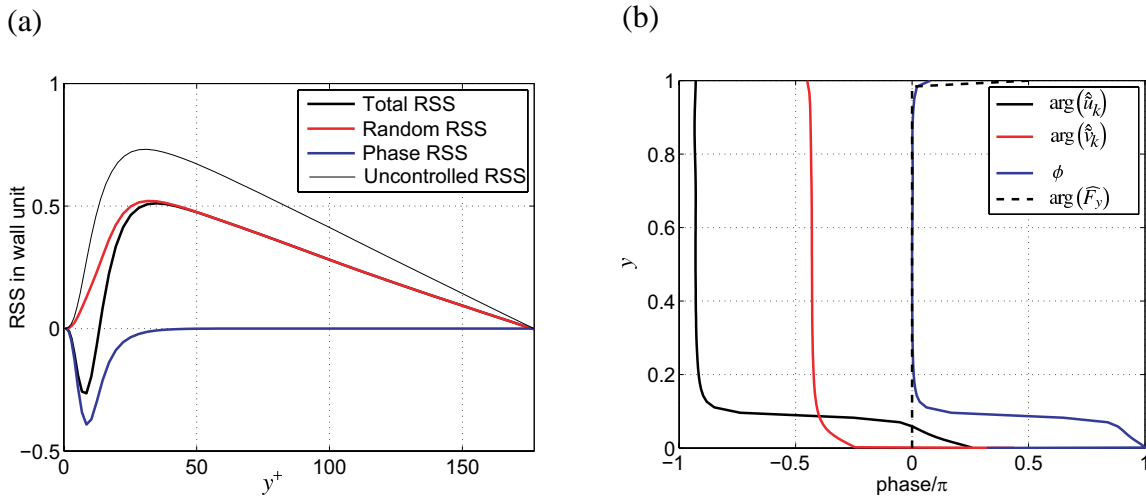 (a)
1
0.5
0
−0.5
0
50
100
150
RSS in wall unit
y⁺
Total RSS
Random RSS
Phase RSS
Uncontrolled RSS
(b)
1
0.8
0.6
0.4
0.2
0
−1
−0.5
0
0.5
1
y
phase/π
arg(û̂ₖ)
arg(v̂̂ₖ)
ϕ
arg(F̂_y)